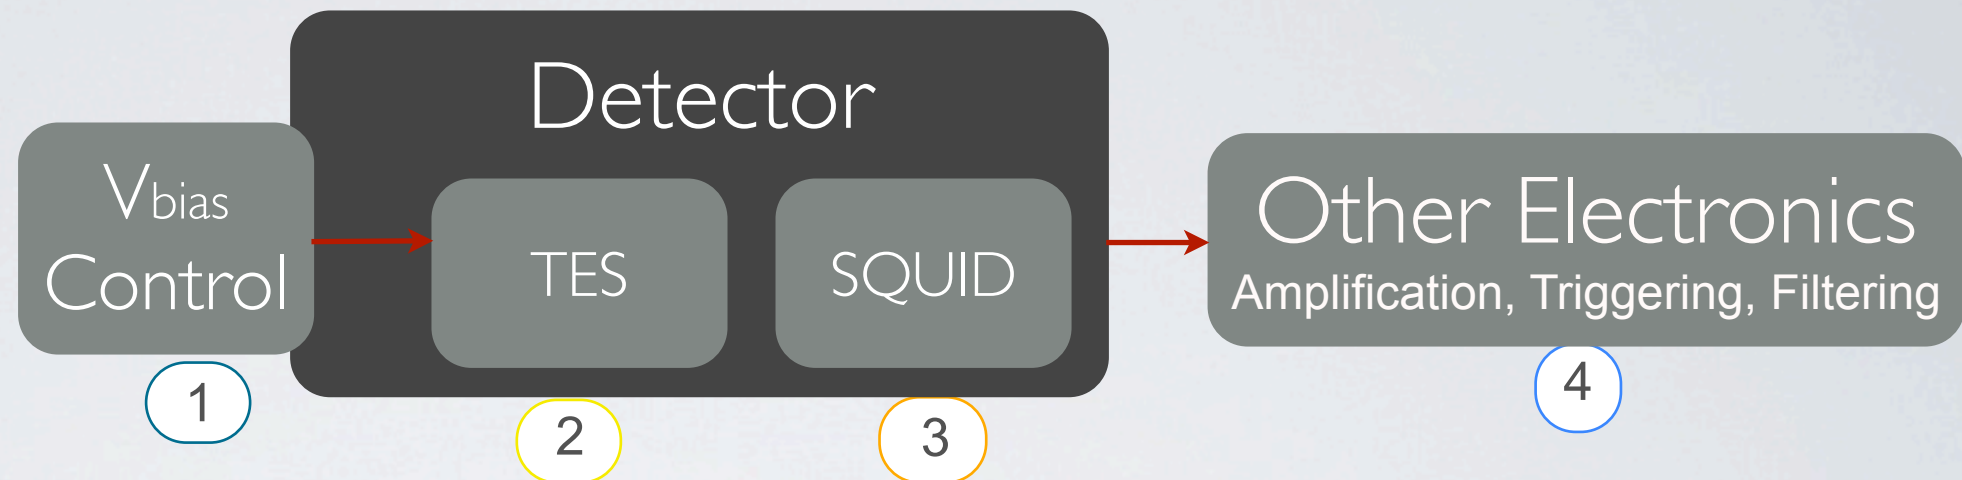 Detector
Vbias
Control
TES
SQUID
Other Electronics
Amplification, Triggering, Filtering
1
2
3
4